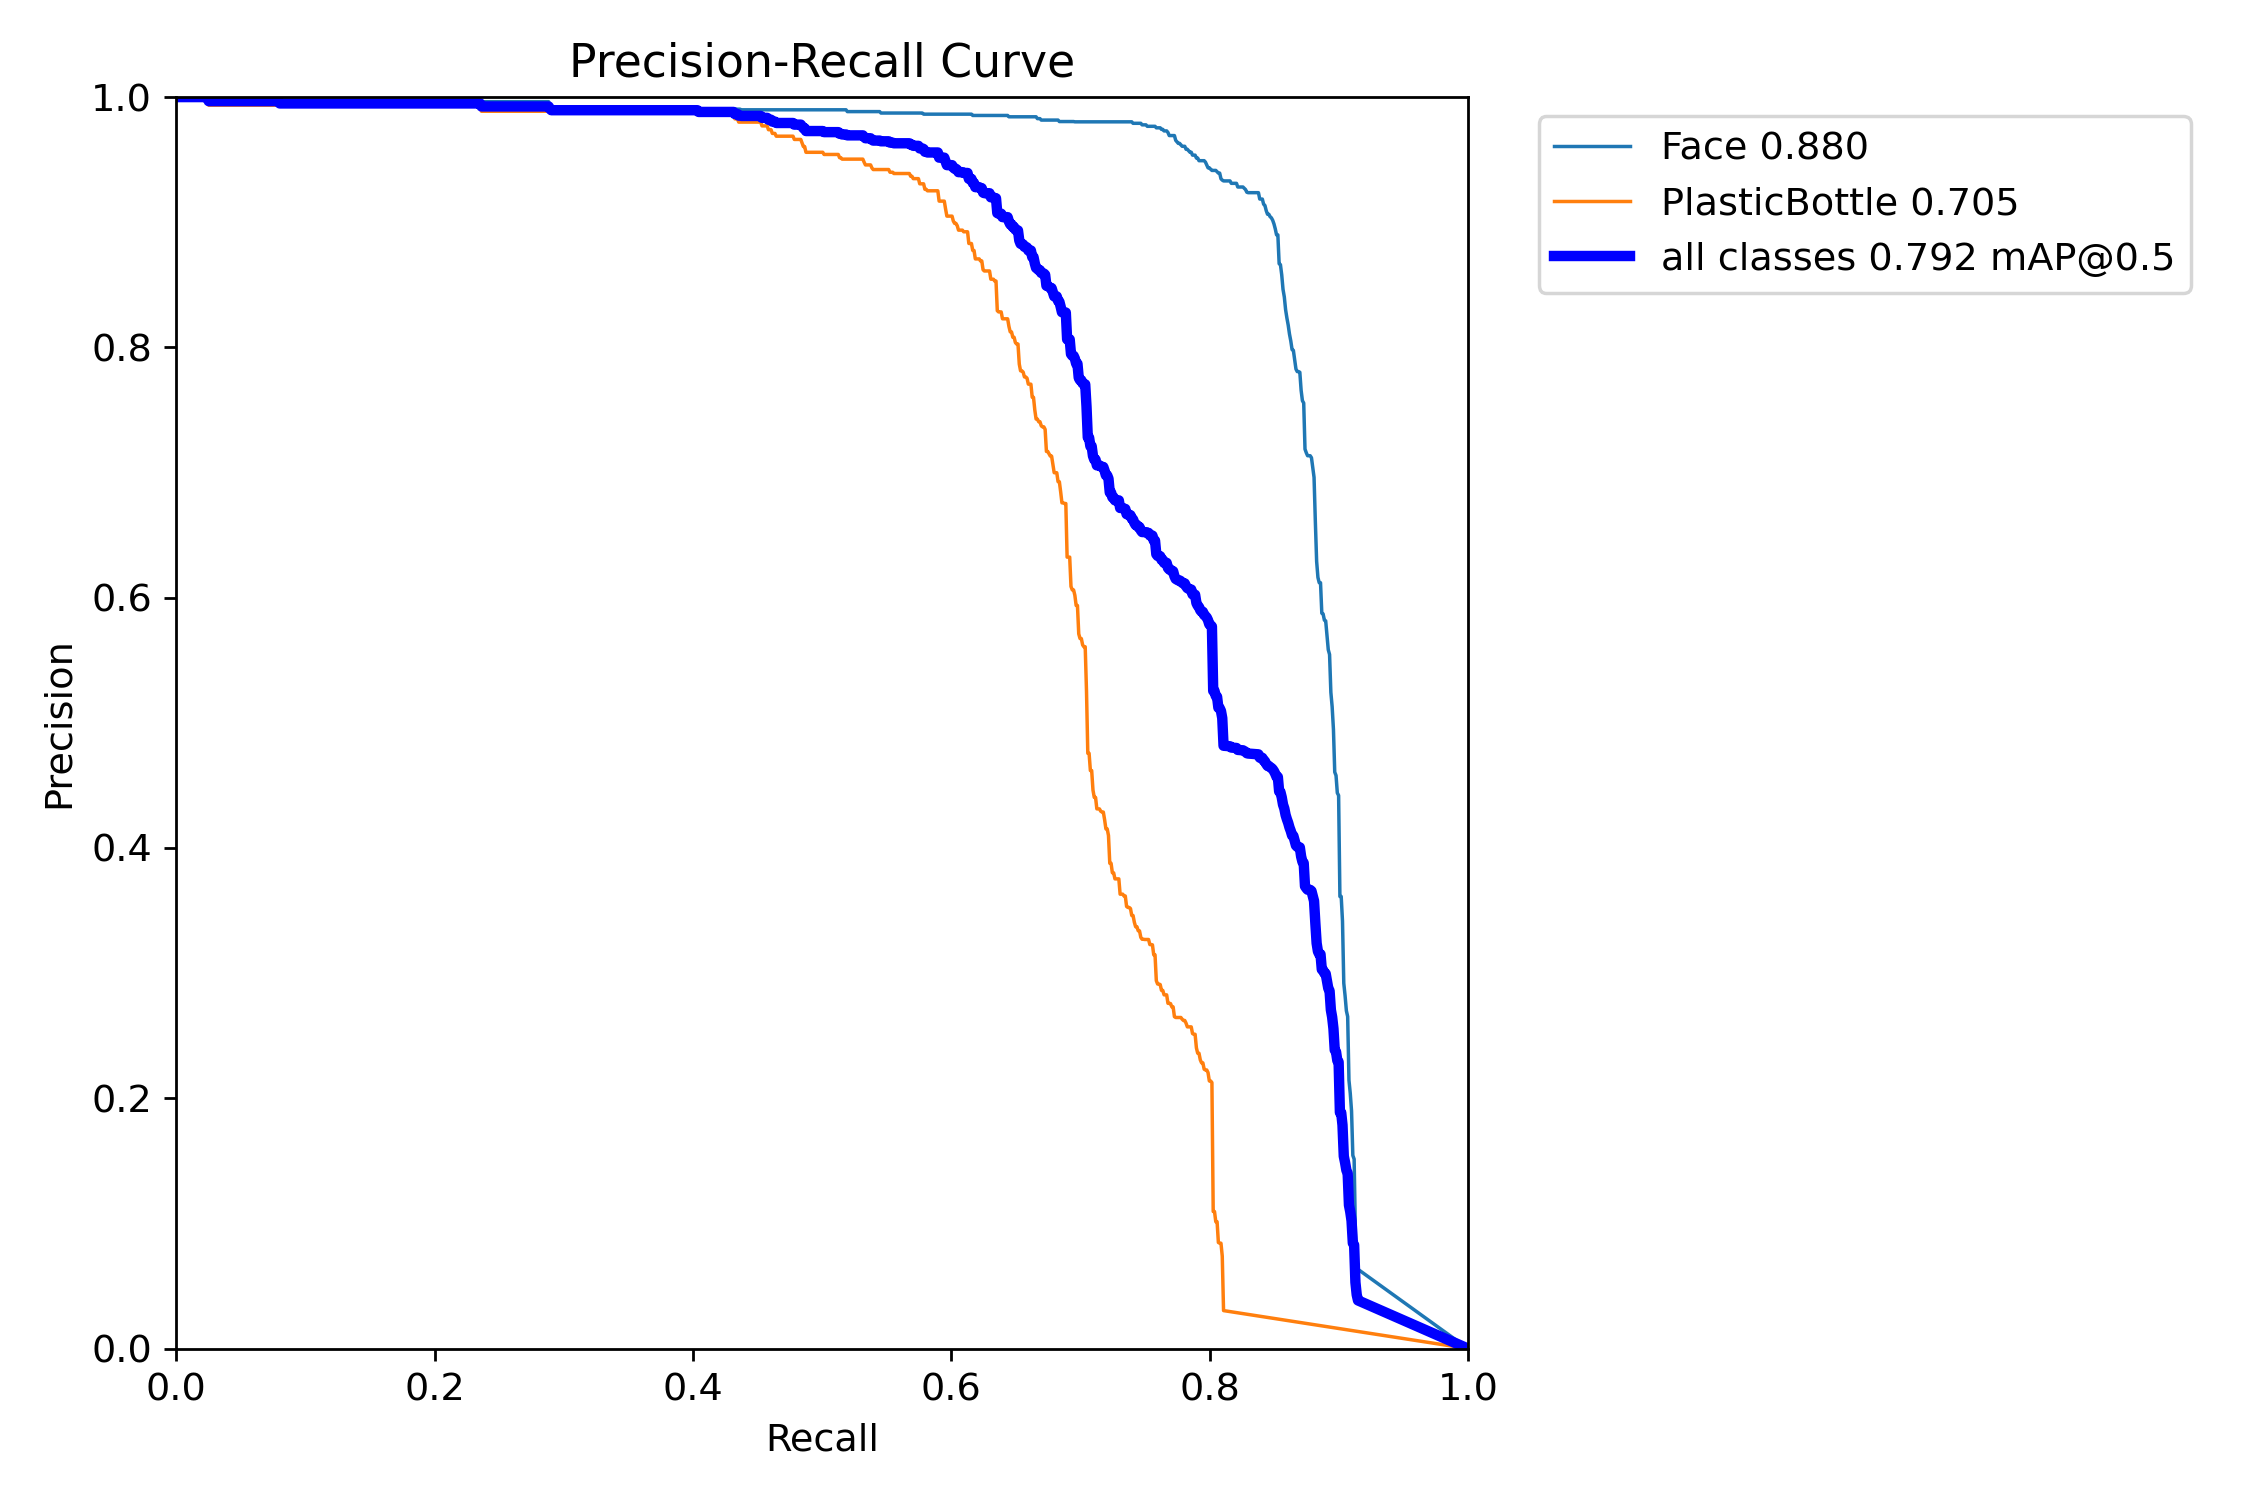 Precision-Recall Curve
1.0
0.8
0.6
0.4
0.2
0.0
Precision
0.0 0.2 0.4 0.6 0.8 1.0
Recall
Face 0.880
PlasticBottle 0.705
all classes 0.792 mAP@0.5